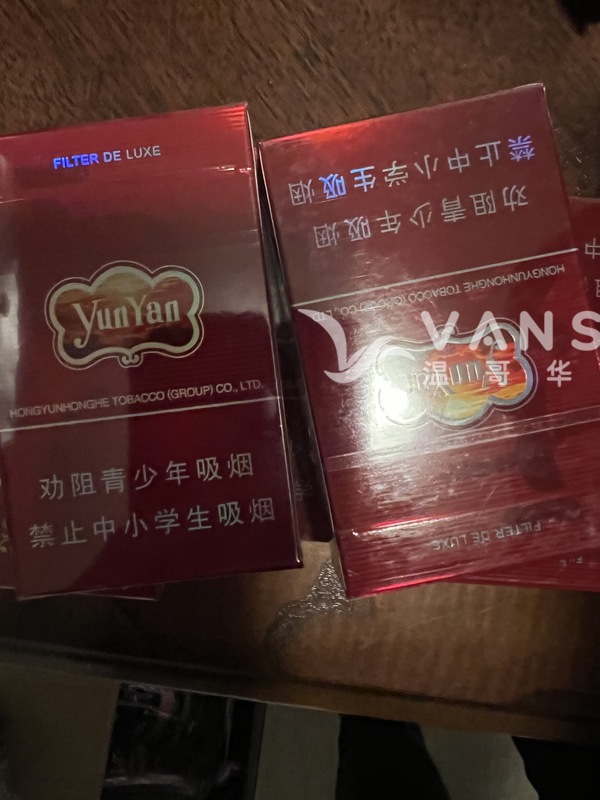 FILTER DE LUXE
YunYan
HONGYUNHONGHE TOBACCO (GROUP) CO., LTD.
劝阻青少年吸烟
禁止中小学生吸烟
禁止中小学生吸烟
劝阻青少年吸烟
HONGYUNHONGHE TOBACCO (GROUP) CO., LTD
VANS
温哥华
FILTER DE LUXE